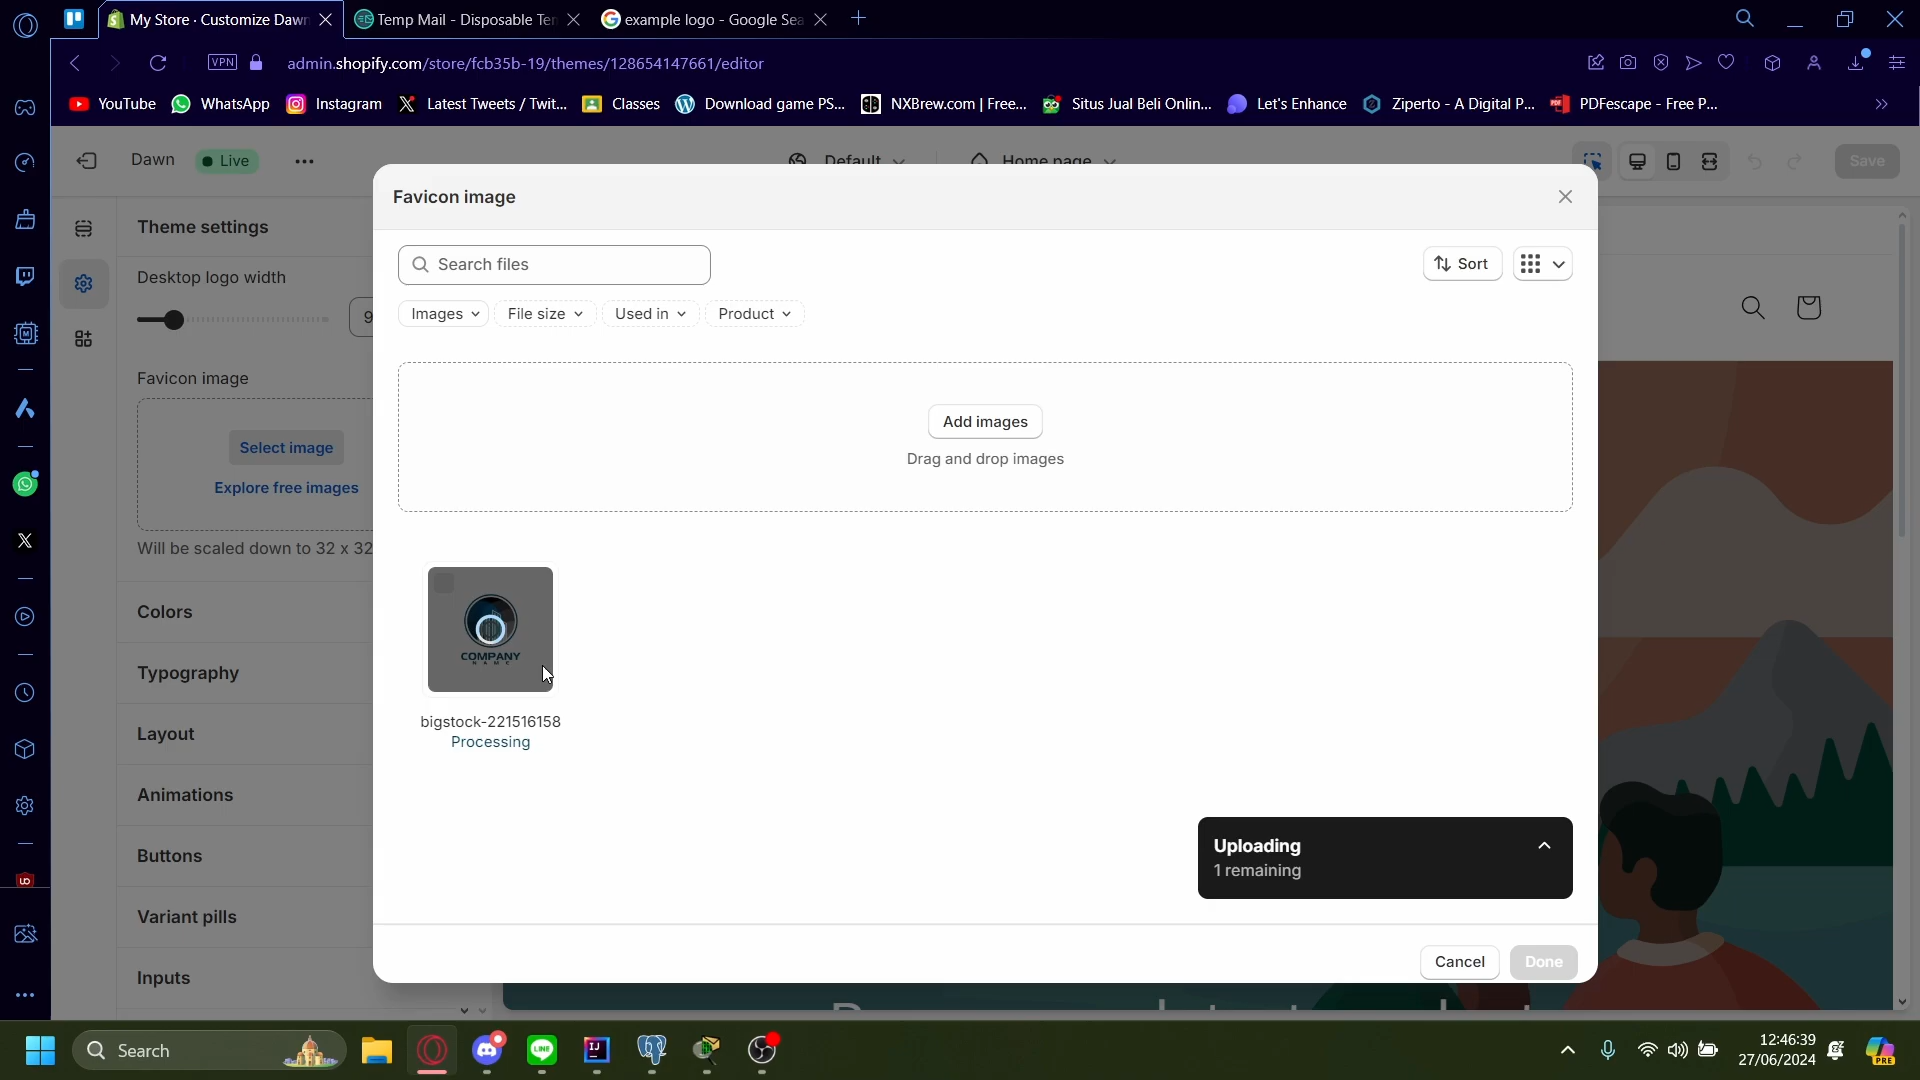 My Store · Customize Dawn
Temp Mail - Disposable Ten
example logo - Google Sea
VPN
admin.shopify.com/store/fcb35b-19/themes/128654147661/editor
YouTube
WhatsApp
Instagram
Latest Tweets / Twit...
Classes
Download game PS...
NXBrew.com | Free...
Situs Jual Beli Onlin...
Let's Enhance
Ziperto - A Digital P...
PDFescape - Free P...
Dawn
Live
Default
Home page
Save
Favicon image
Theme settings
Search files
Sort
Desktop logo width
9
Images
File size
Used in
Product
Favicon image
Select image
Add images
Drag and drop images
Explore free images
Will be scaled down to 32 x 32
Colors
COMPANY
NAME
Typography
bigstock-221516158
Processing
Layout
Animations
Uploading
1 remaining
Buttons
Variant pills
Cancel
Done
Inputs
Search
12:46:39
27/06/2024
PRE